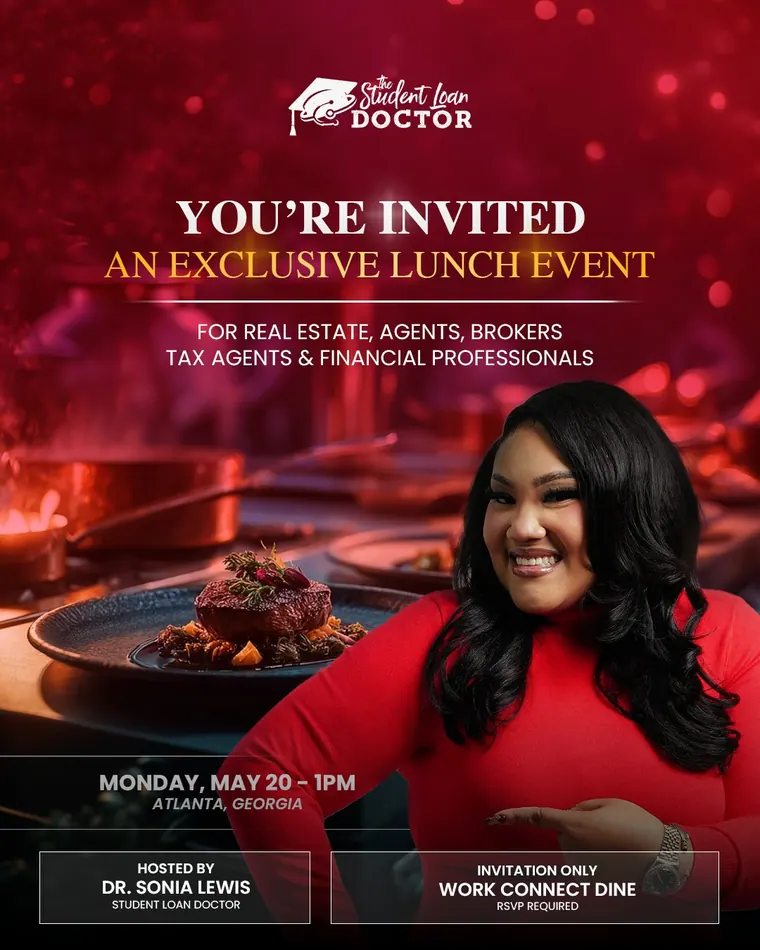 the
Student Loan
DOCTOR
YOU'RE INVITED
AN EXCLUSIVE LUNCH EVENT
FOR REAL ESTATE, AGENTS, BROKERS
TAX AGENTS & FINANCIAL PROFESSIONALS
MONDAY, MAY 20 - 1PM
ATLANTA, GEORGIA
HOSTED BY
DR. SONIA LEWIS
STUDENT LOAN DOCTOR
INVITATION ONLY
WORK CONNECT DINE
RSVP REQUIRED